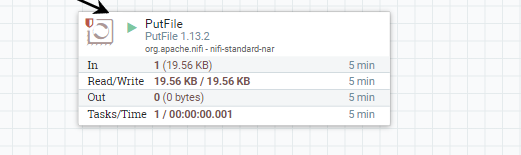 PutFile
PutFile 1.13.2
org.apache.nifi - nifi-standard-nar
In 1 (19.56 KB) 5 min
Read/Write 19.56 KB / 19.56 KB 5 min
Out 0 (0 bytes) 5 min
Tasks/Time 1 / 00:00:00.001 5 min